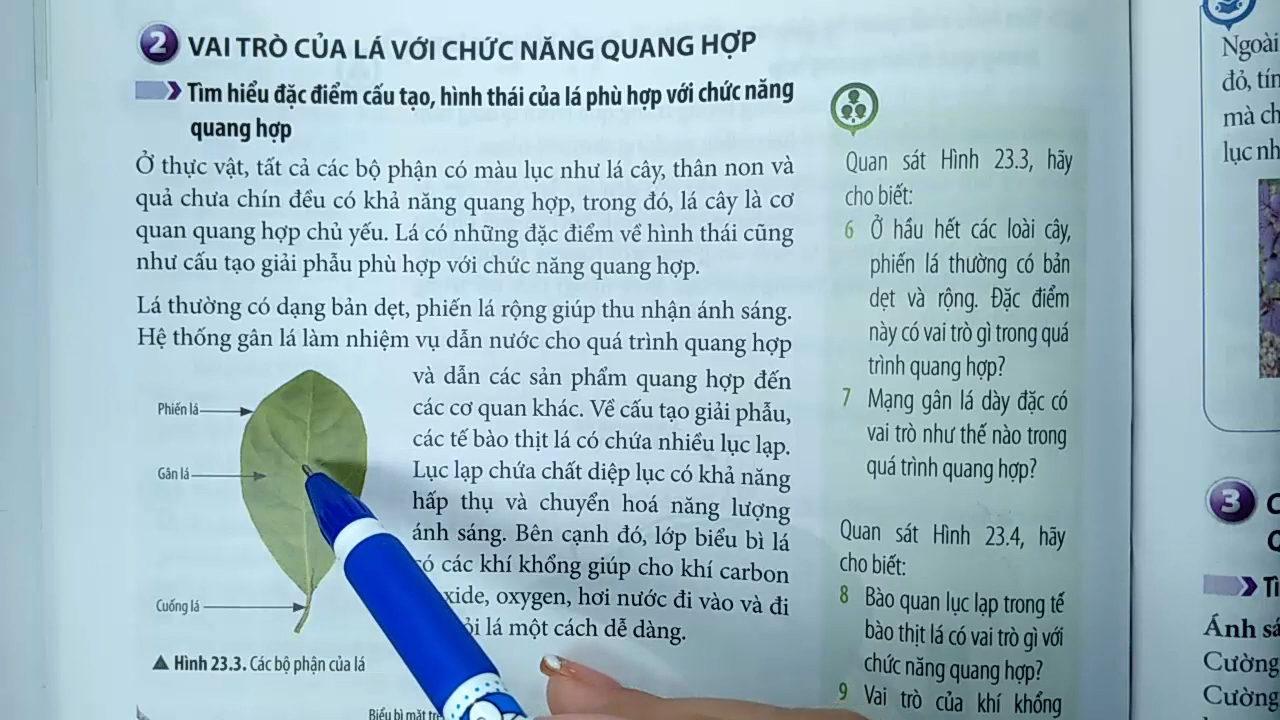 2 VAI TRÒ CỦA LÁ VỚI CHỨC NĂNG QUANG HỢP
Tìm hiểu đặc điểm cấu tạo, hình thái của lá phù hợp với chức năng
quang hợp
Ở thực vật, tất cả các bộ phận có màu lục như lá cây, thân non và
quả chưa chín đều có khả năng quang hợp, trong đó, lá cây là cơ
quan quang hợp chủ yếu. Lá có những đặc điểm về hình thái cũng
như cấu tạo giải phẫu phù hợp với chức năng quang hợp.
Lá thường có dạng bản dẹt, phiến lá rộng giúp thu nhận ánh sáng.
Hệ thống gân lá làm nhiệm vụ dẫn nước cho quá trình quang hợp
và dẫn các sản phẩm quang hợp đến
các cơ quan khác. Về cấu tạo giải phẫu,
các tế bào thịt lá có chứa nhiều lục lạp.
Lục lạp chứa chất diệp lục có khả năng
hấp thụ và chuyển hoá năng lượng
ánh sáng. Bên cạnh đó, lớp biểu bì lá
có các khí khổng giúp cho khí carbon
oxygen, hơi nước đi vào và đi
lá một cách dễ dàng.
Phiến lá
Gân lá
Cuống lá
▲ Hình 23.3. Các bộ phận của lá
Biểu bì mặt
Quan sát Hình 23.3, hãy
cho biết:
6 Ở hầu hết các loài cây,
phiến lá thường có bản
dẹt và rộng. Đặc điểm
này có vai trò gì trong quá
trình quang hợp?
7 Mạng gân lá dày đặc có
vai trò như thế nào trong
quá trình quang hợp?
Quan sát Hình 23.4, hãy
cho biết:
8 Bào quan lục lạp trong tế
bào thịt lá có vai trò gì với
chức năng quang hợp?
9 Vai trò của khí khổng
Ngoài
đỏ, tín
mà ch
lục nh
3
Ánh sá
Cường
Cường